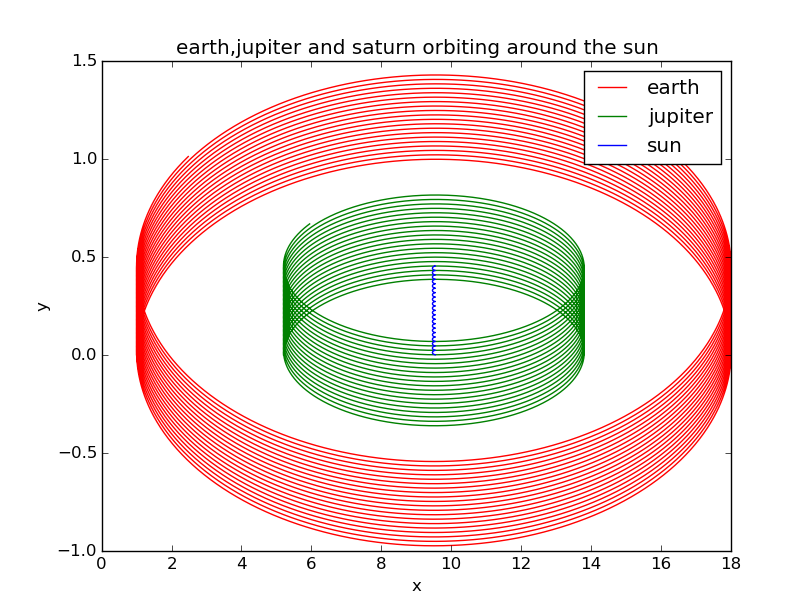 earth,jupiter and saturn orbiting around the sun
1.5
earth
jupiter
sun
1.0
0.5
y
0.0
−0.5
−1.0
0 2 4 6 8 10 12 14 16 18
x